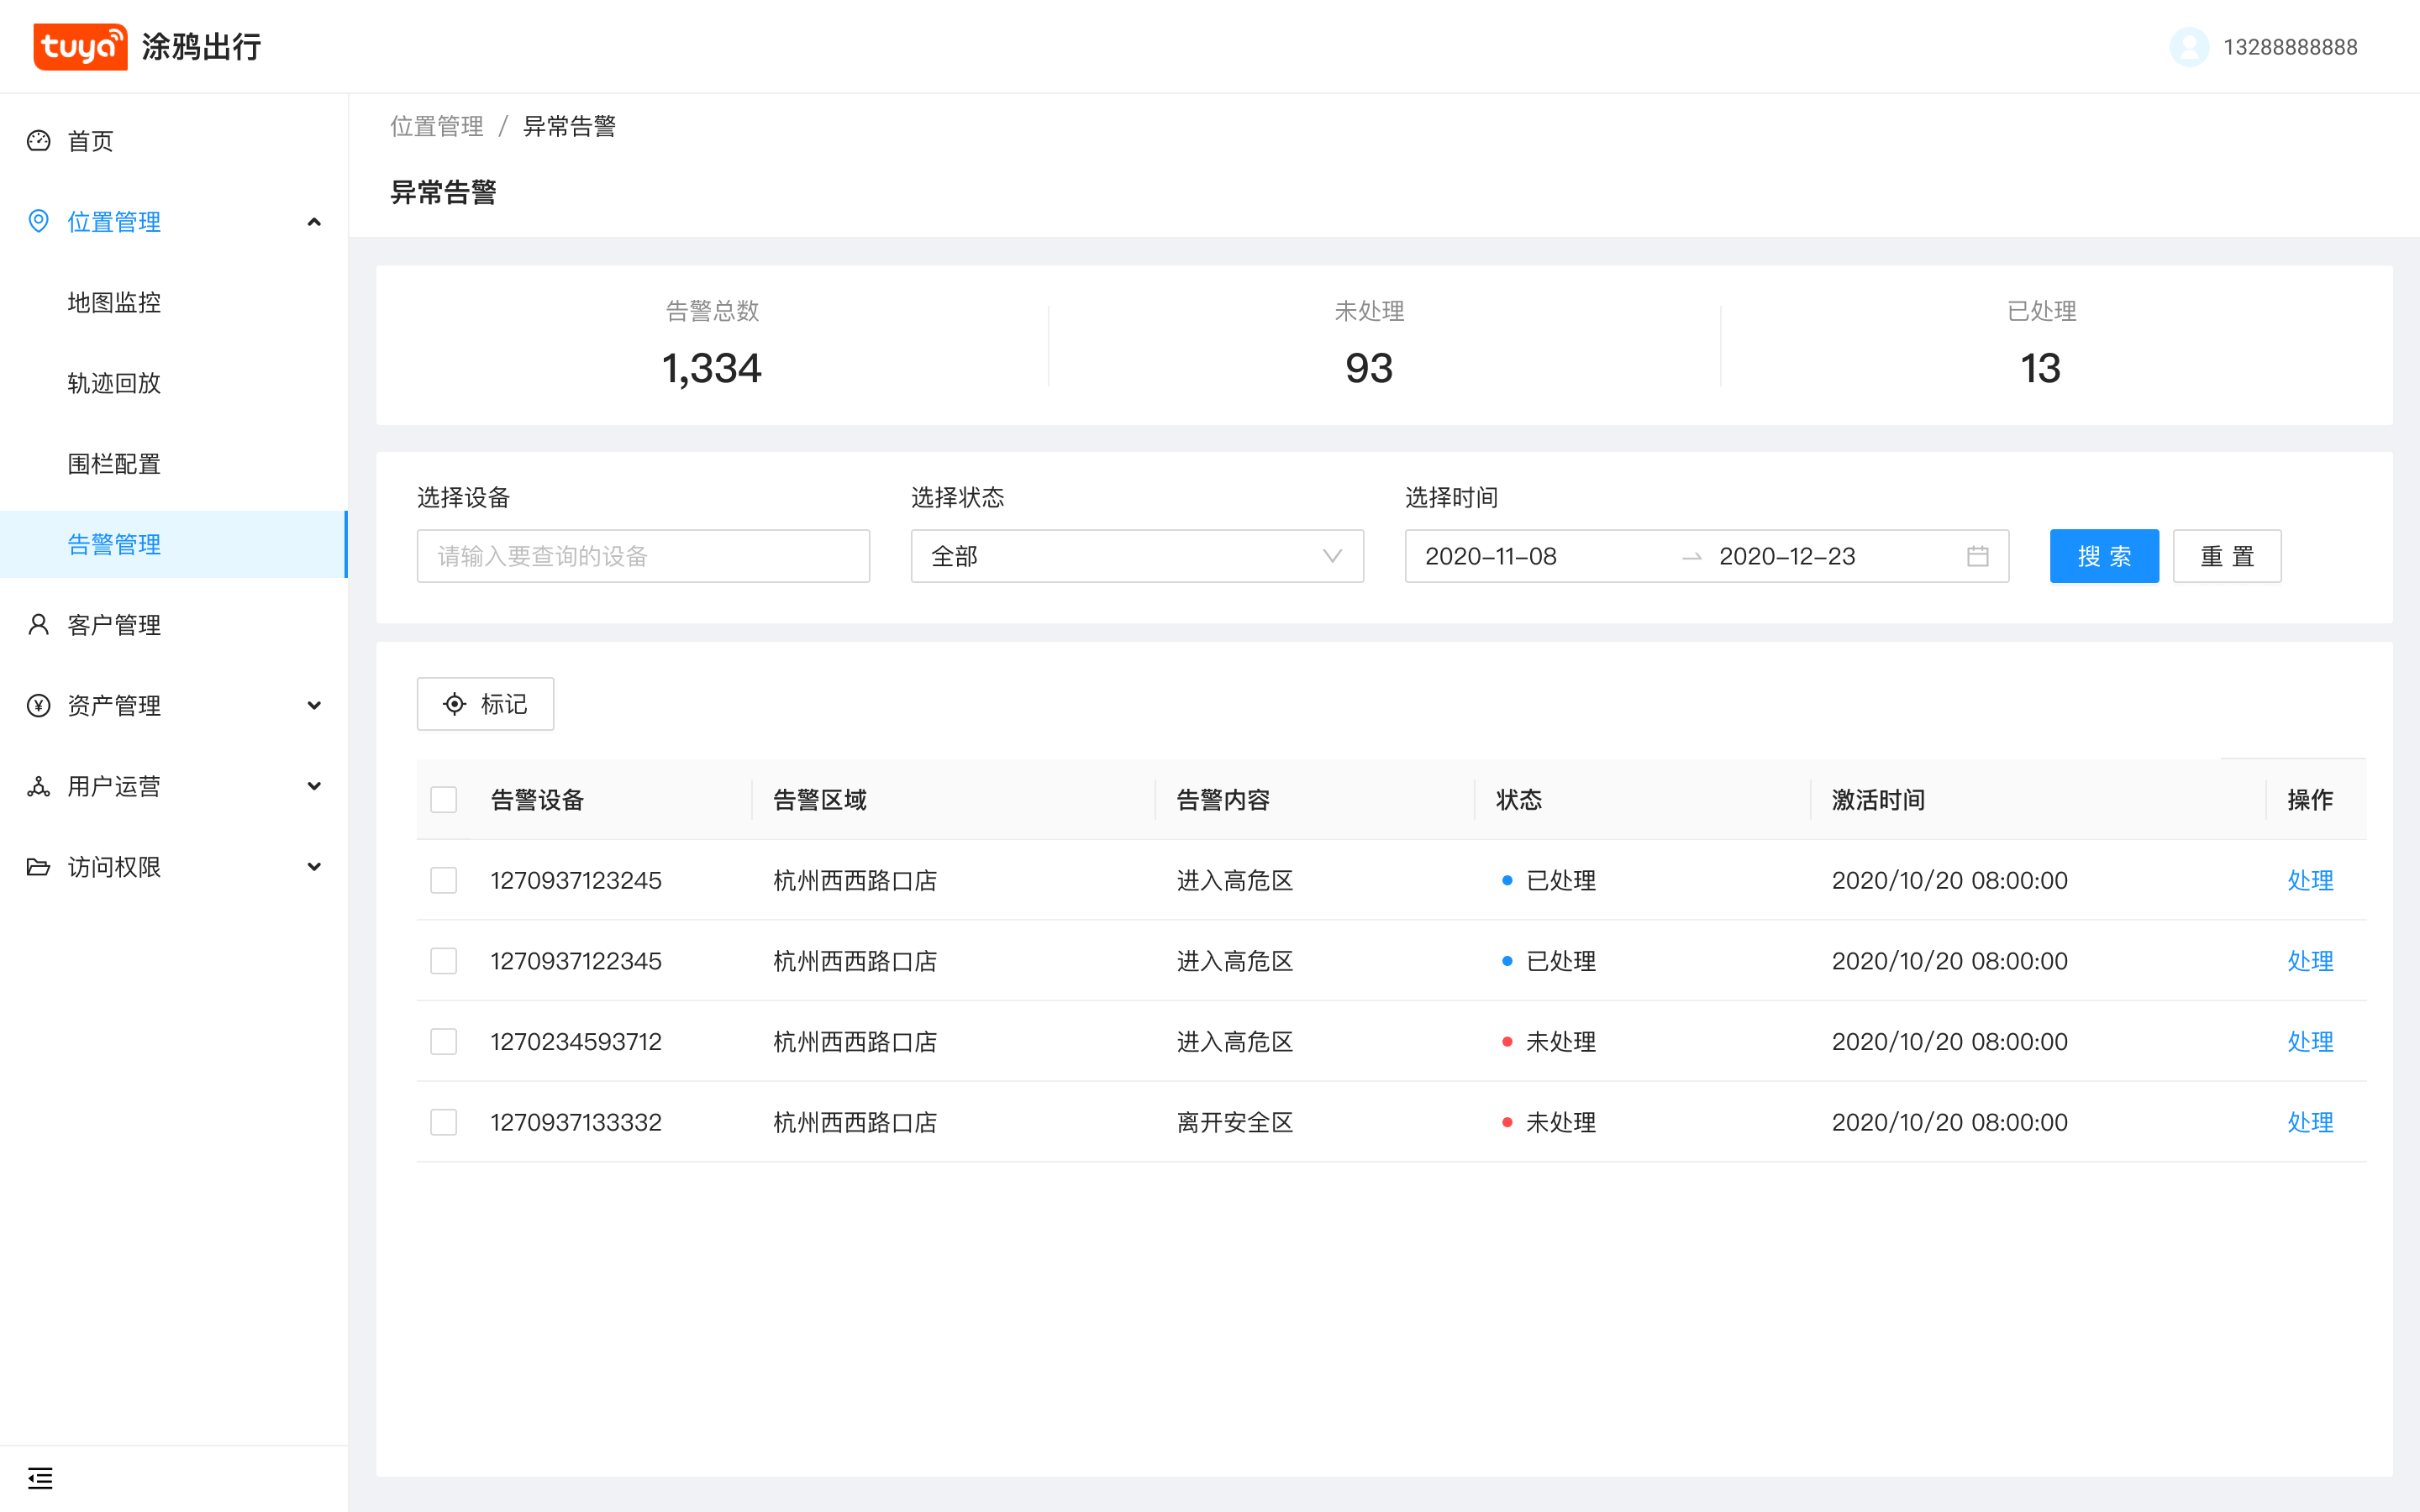 tuya 涂鸦出行
13288888888
首页
位置管理
地图监控
轨迹回放
围栏配置
告警管理
客户管理
资产管理
用户运营
访问权限
位置管理 / 异常告警
异常告警
告警总数 未处理 已处理
1,334 93 13
选择设备 选择状态 选择时间
请输入要查询的设备 全部 2020-11-08 → 2020-12-23 搜 索 重 置
标记
告警设备 告警区域 告警内容 状态 激活时间 操作
1270937123245 杭州西西路口店 进入高危区 已处理 2020/10/20 08:00:00 处理
1270937122345 杭州西西路口店 进入高危区 已处理 2020/10/20 08:00:00 处理
1270234593712 杭州西西路口店 进入高危区 未处理 2020/10/20 08:00:00 处理
1270937133332 杭州西西路口店 离开安全区 未处理 2020/10/20 08:00:00 处理